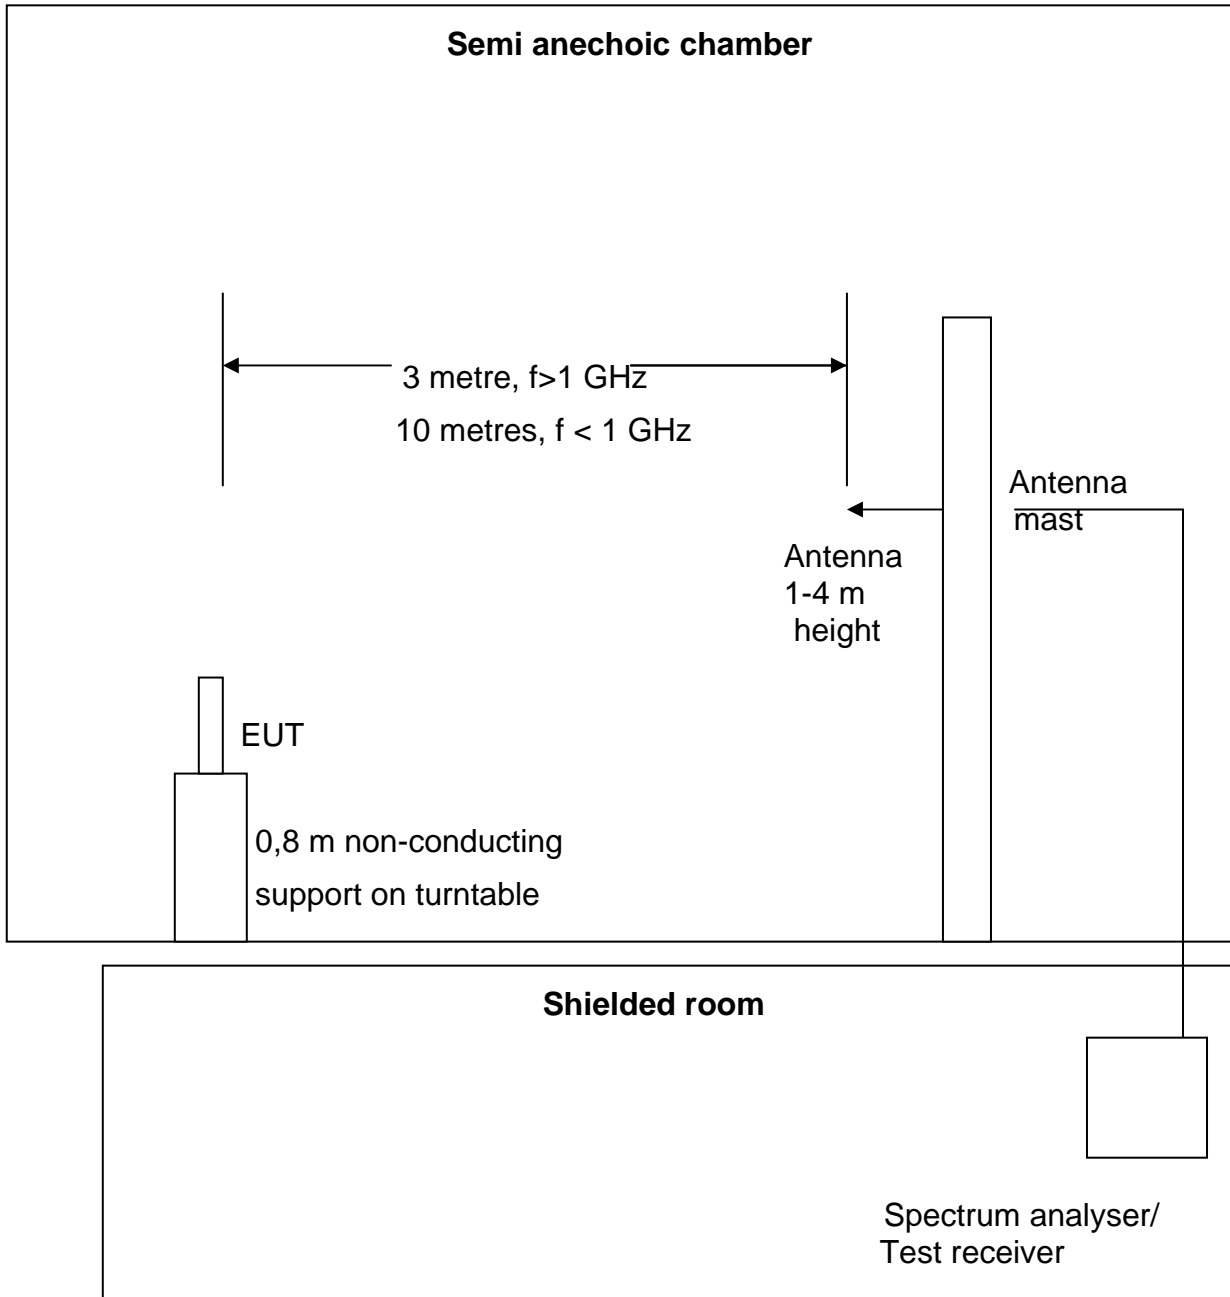 Semi anechoic chamber
3 metre, f>1 GHz
10 metres, f < 1 GHz
Antenna
mast
Antenna
1-4 m
height
EUT
0,8 m non-conducting
support on turntable
Shielded room
Spectrum analyser/
Test receiver